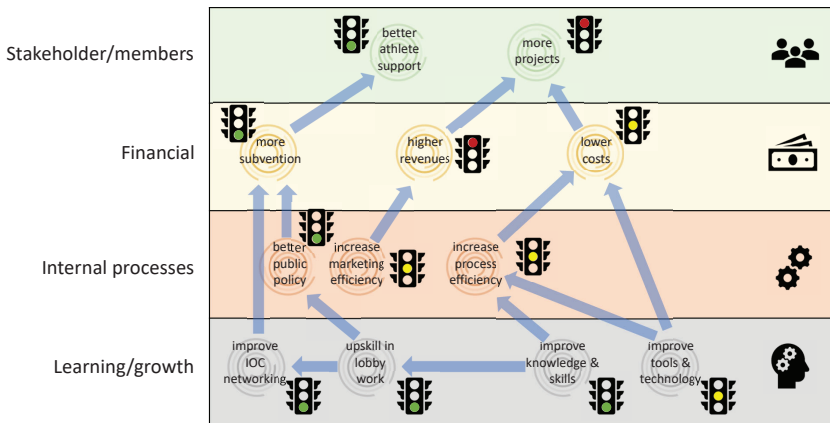 Stakeholder/members
better
athlete
support
more
projects
Financial
more
subvention
higher
revenues
lower
costs
Internal processes
better
public
policy
increase
marketing
efficiency
increase
process
efficiency
Learning/growth
improve
IOC
networking
upskill in
lobby
work
improve
knowledge &
skills
improve
tools &
technology